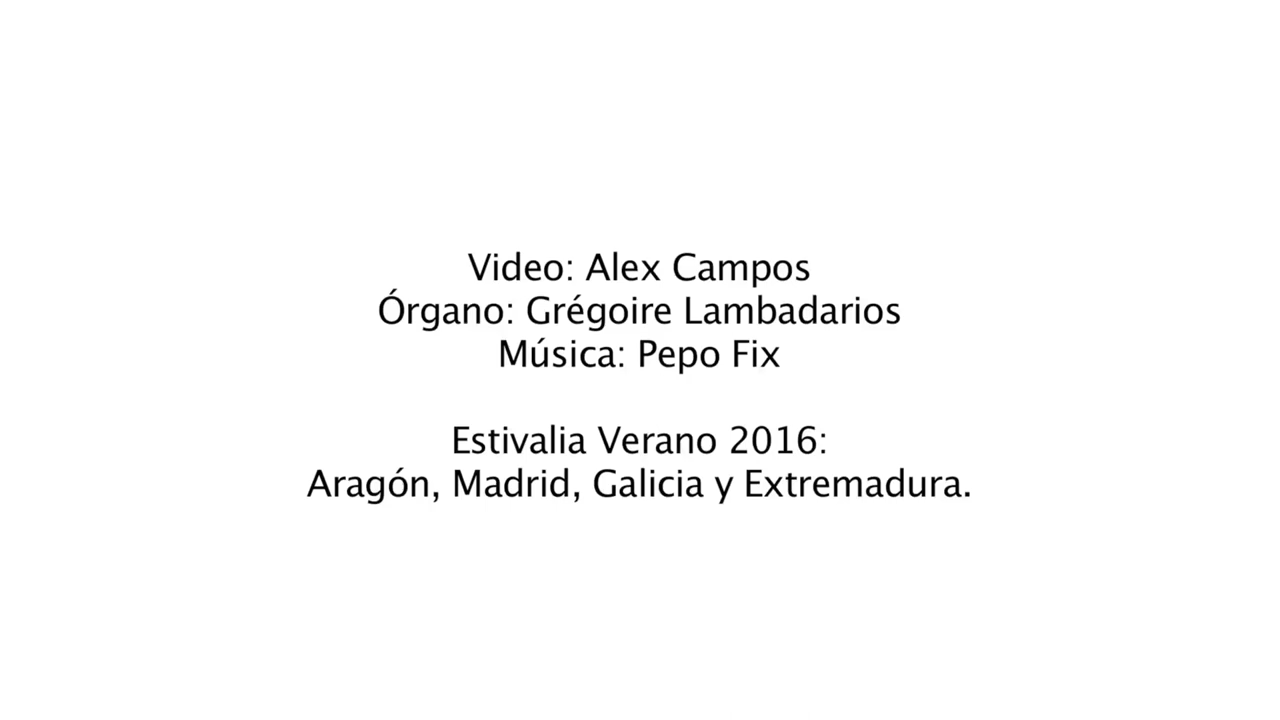 Video: Alex Campos
Órgano: Grégoire Lambadarios
Música: Pepo Fix
Estivalia Verano 2016:
Aragón, Madrid, Galicia y Extremadura.